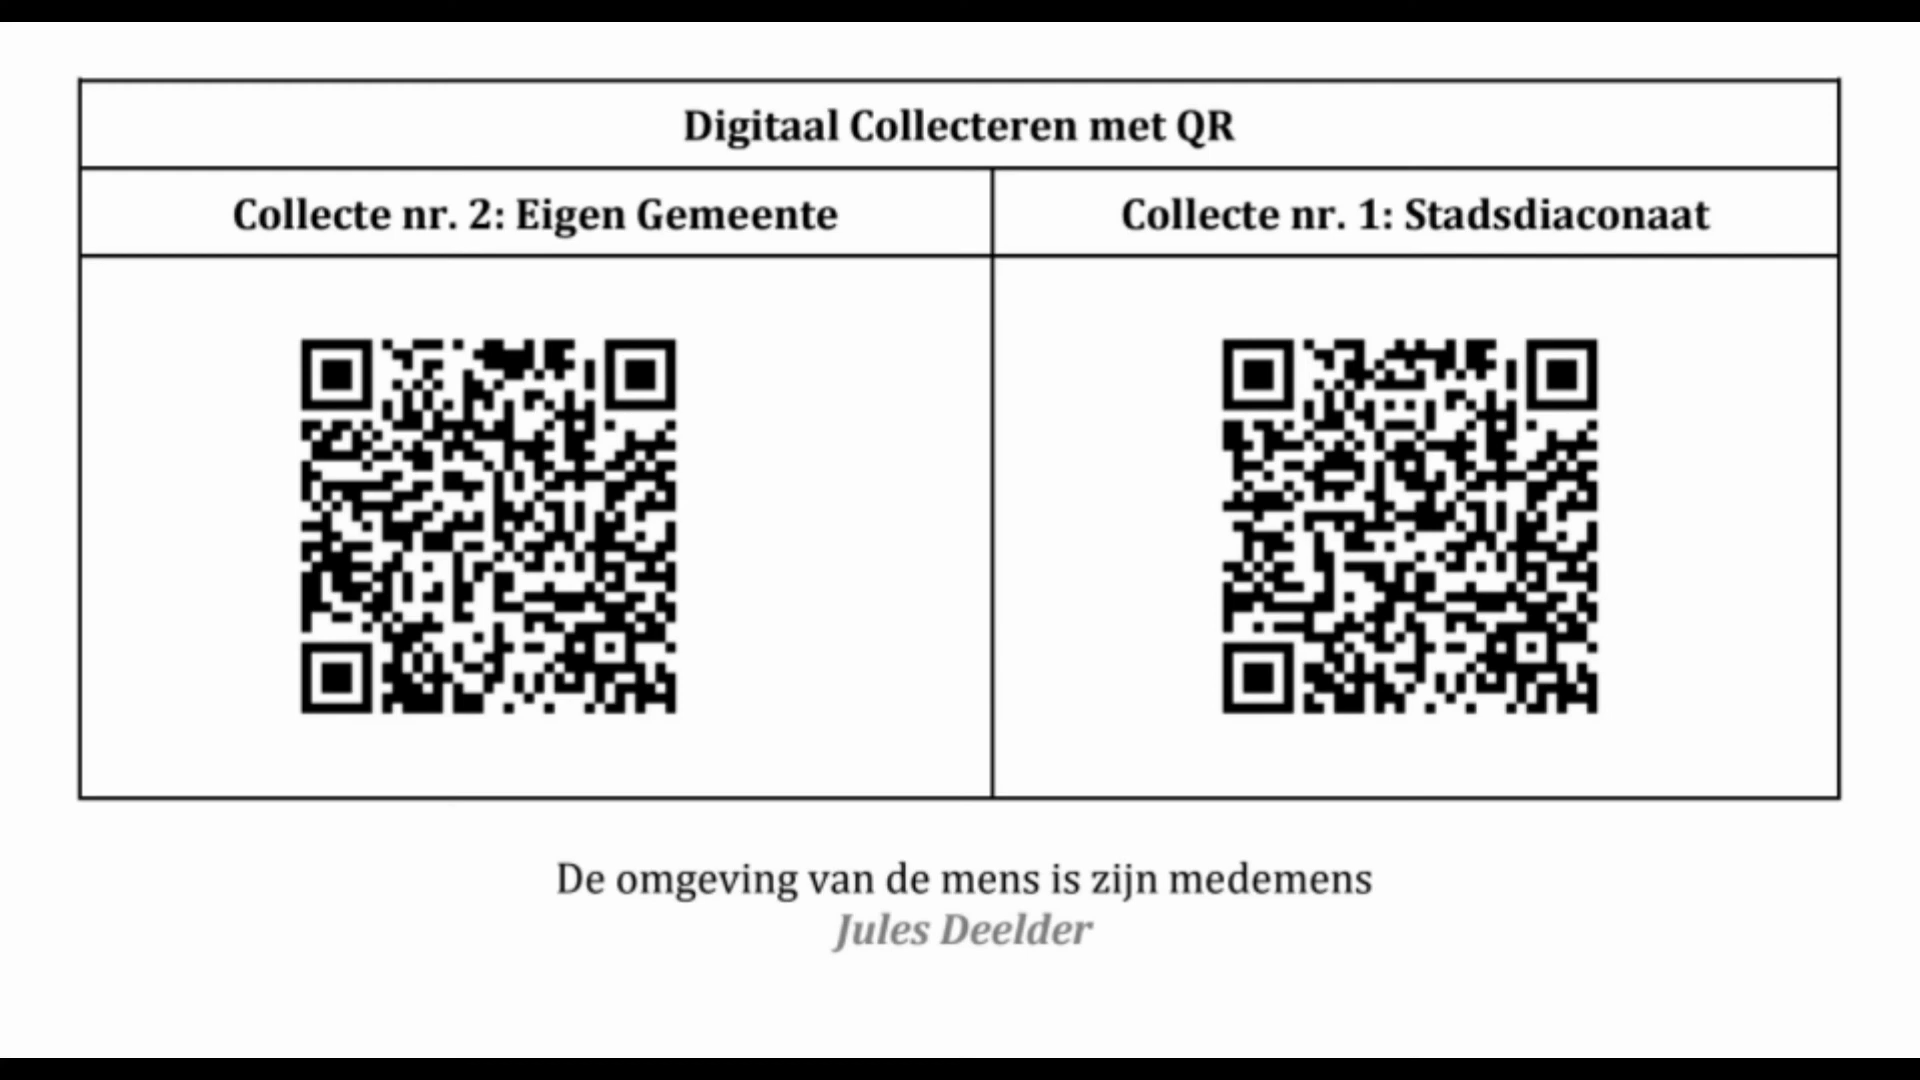 Digitaal Collecteren met QR
Collecte nr. 2: Eigen Gemeente
Collecte nr. 1: Stadsdiaconaat
De omgeving van de mens is zijn medemens
Jules Deelder